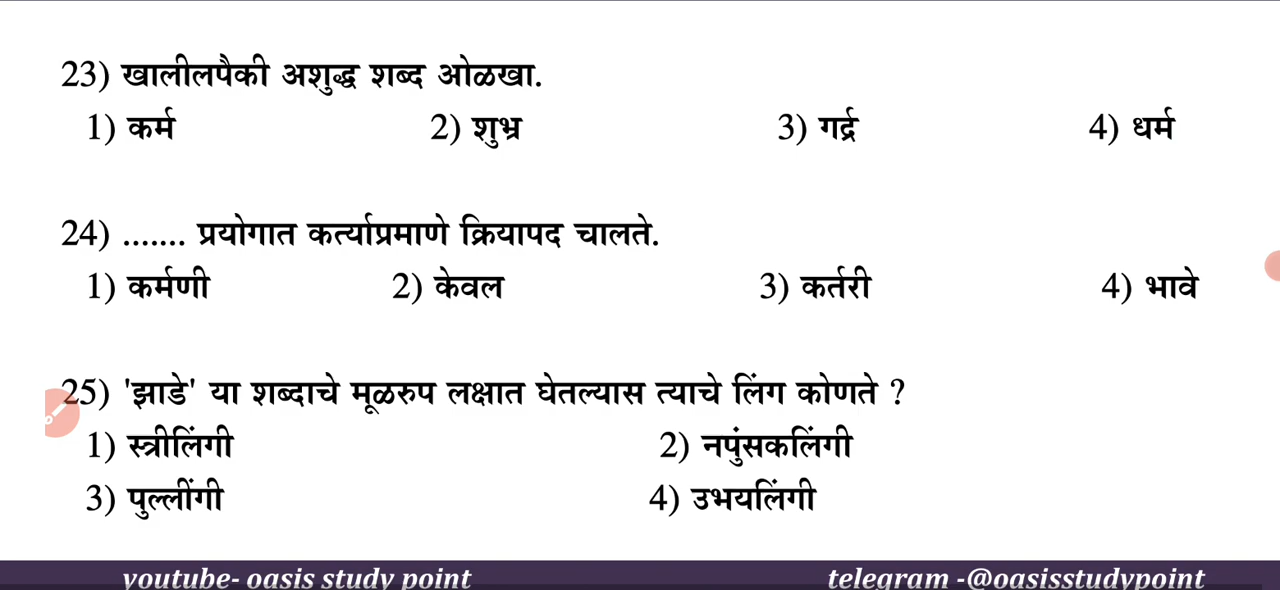 23) खालीलपैकी अशुद्ध शब्द ओळखा.
1) कर्म 2) शुभ्र 3) गर्द्र 4) धर्म
24) ....... प्रयोगात कर्त्याप्रमाणे क्रियापद चालते.
1) कर्मणी 2) केवल 3) कर्तरी 4) भावे
25) 'झाडे' या शब्दाचे मूळरुप लक्षात घेतल्यास त्याचे लिंग कोणते ?
1) स्त्रीलिंगी 2) नपुंसकलिंगी
3) पुल्लींगी 4) उभयलिंगी
youtube- oasis study point telegram -@oasisstudypoint